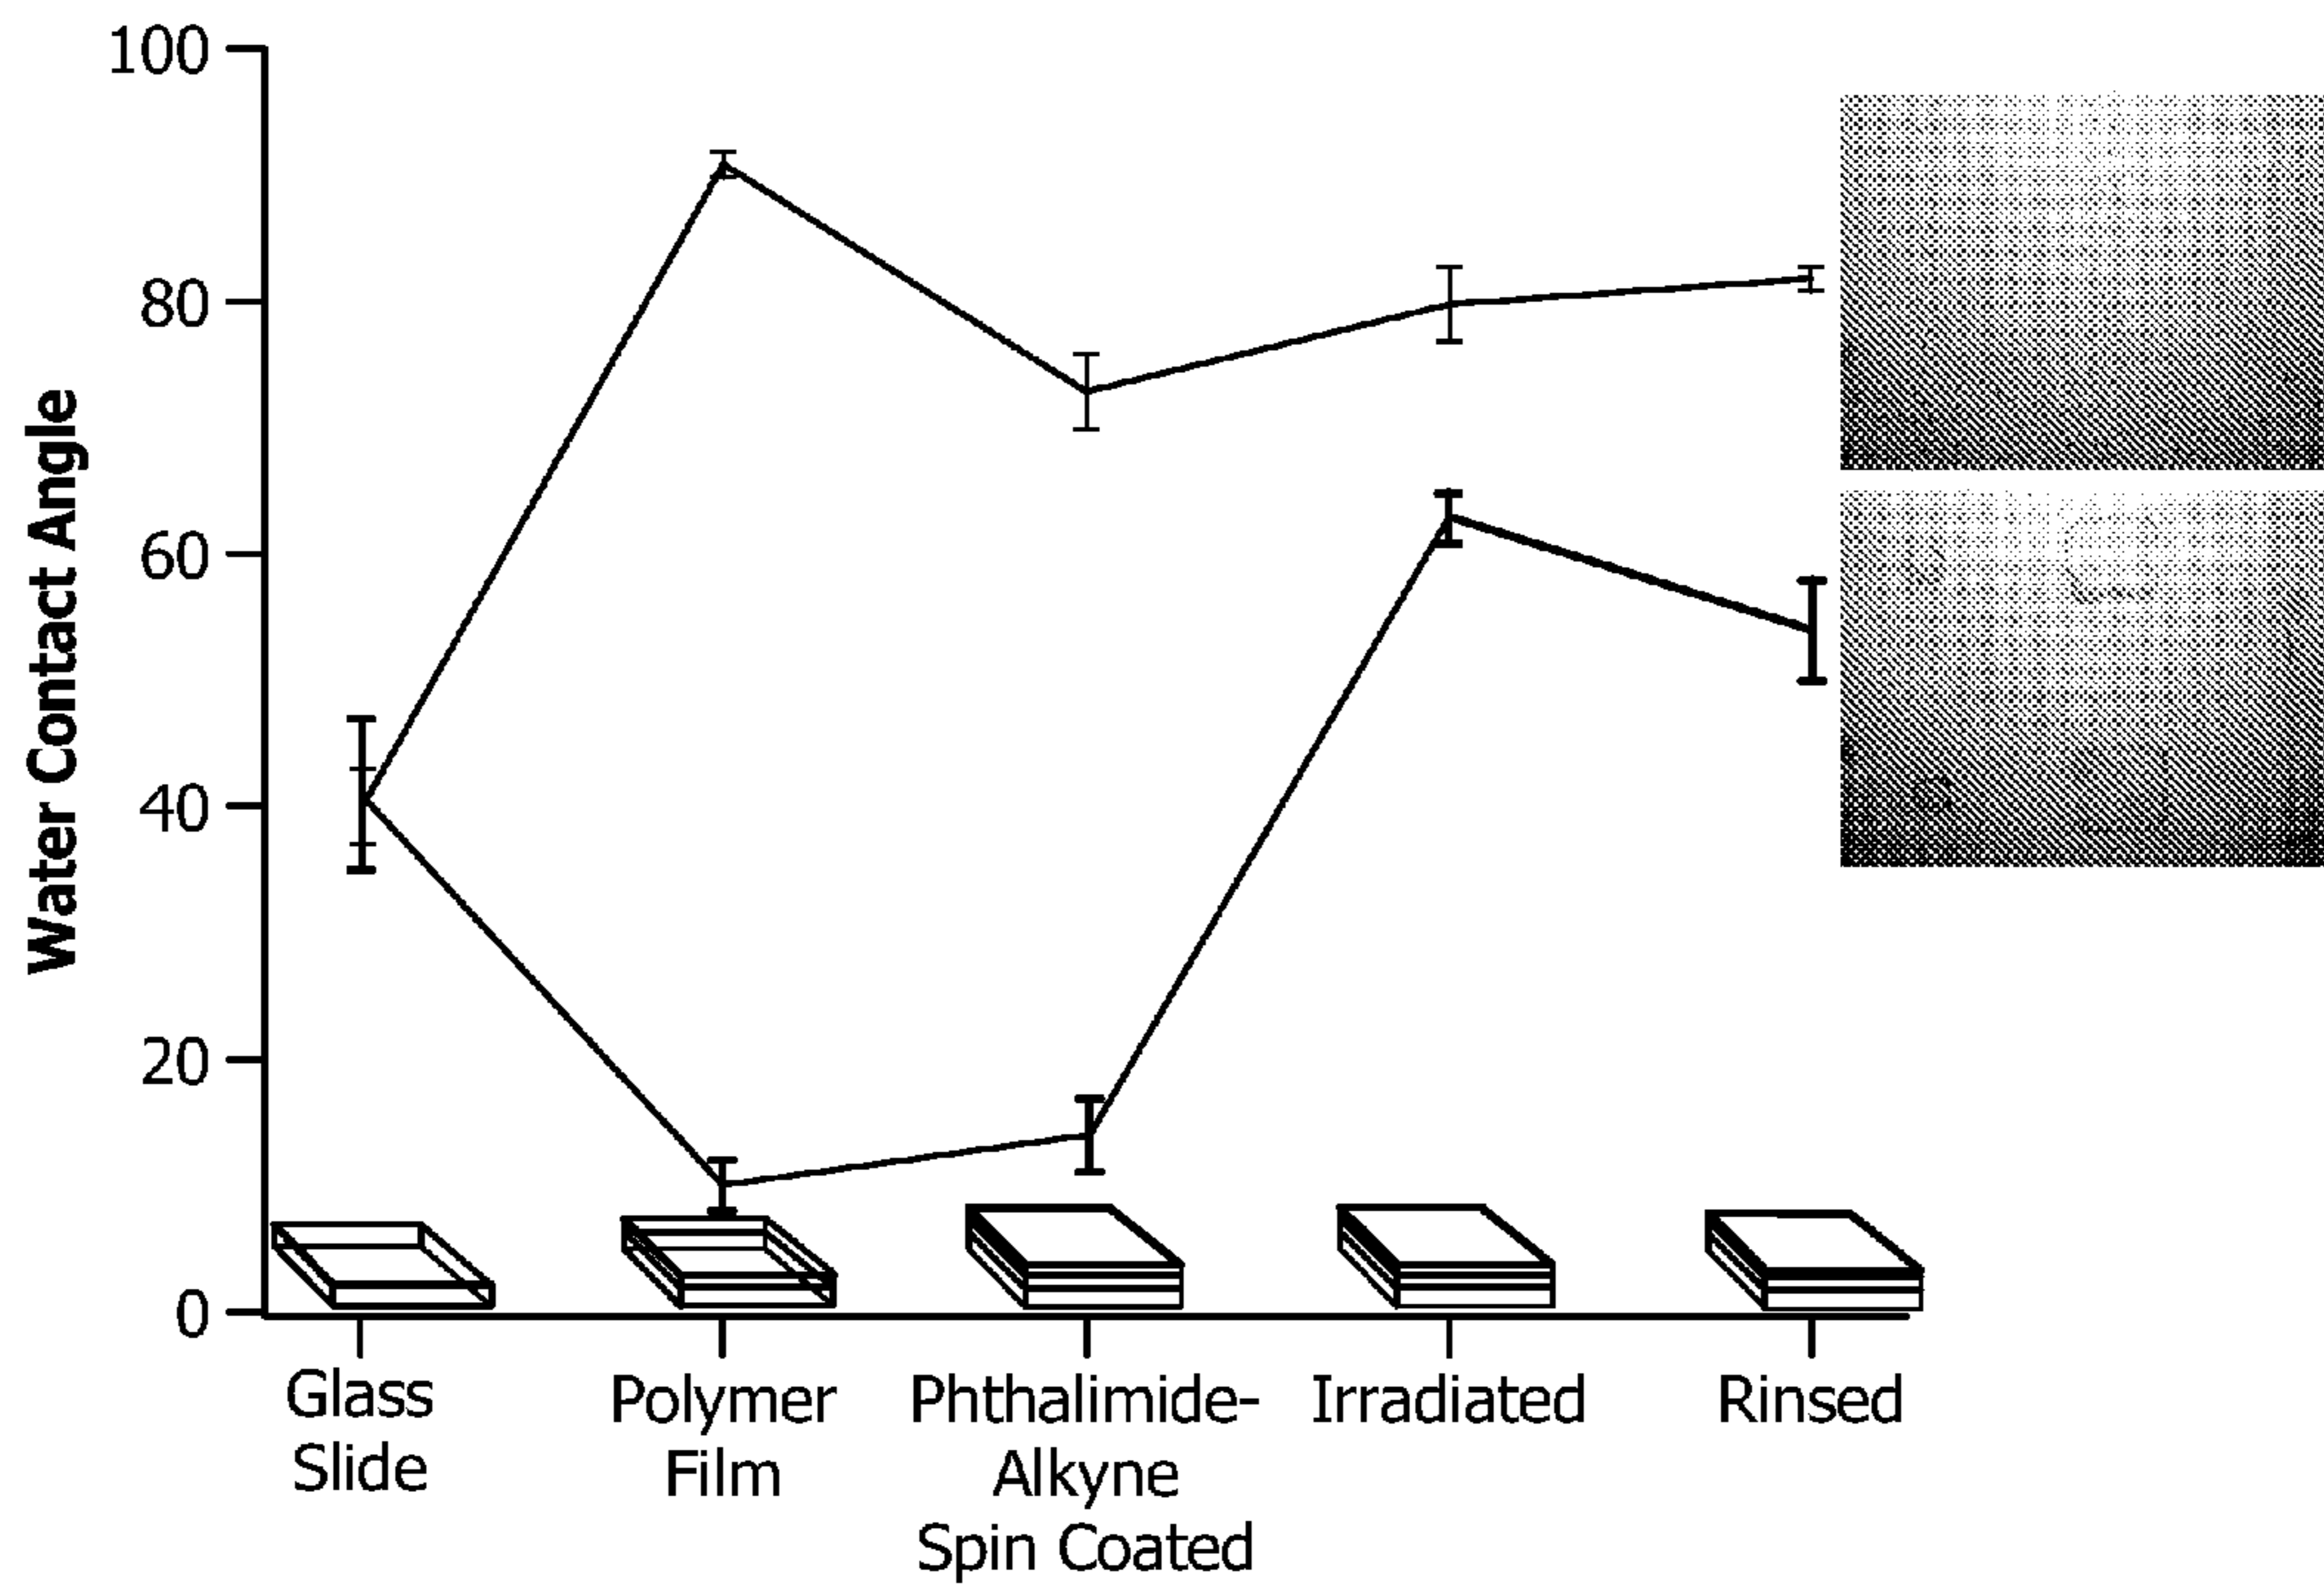 100
80
60
40
20
0
Water Contact Angle
Glass
Slide
Polymer
Film
Phthalimide-
Alkyne
Spin Coated
Irradiated
Rinsed